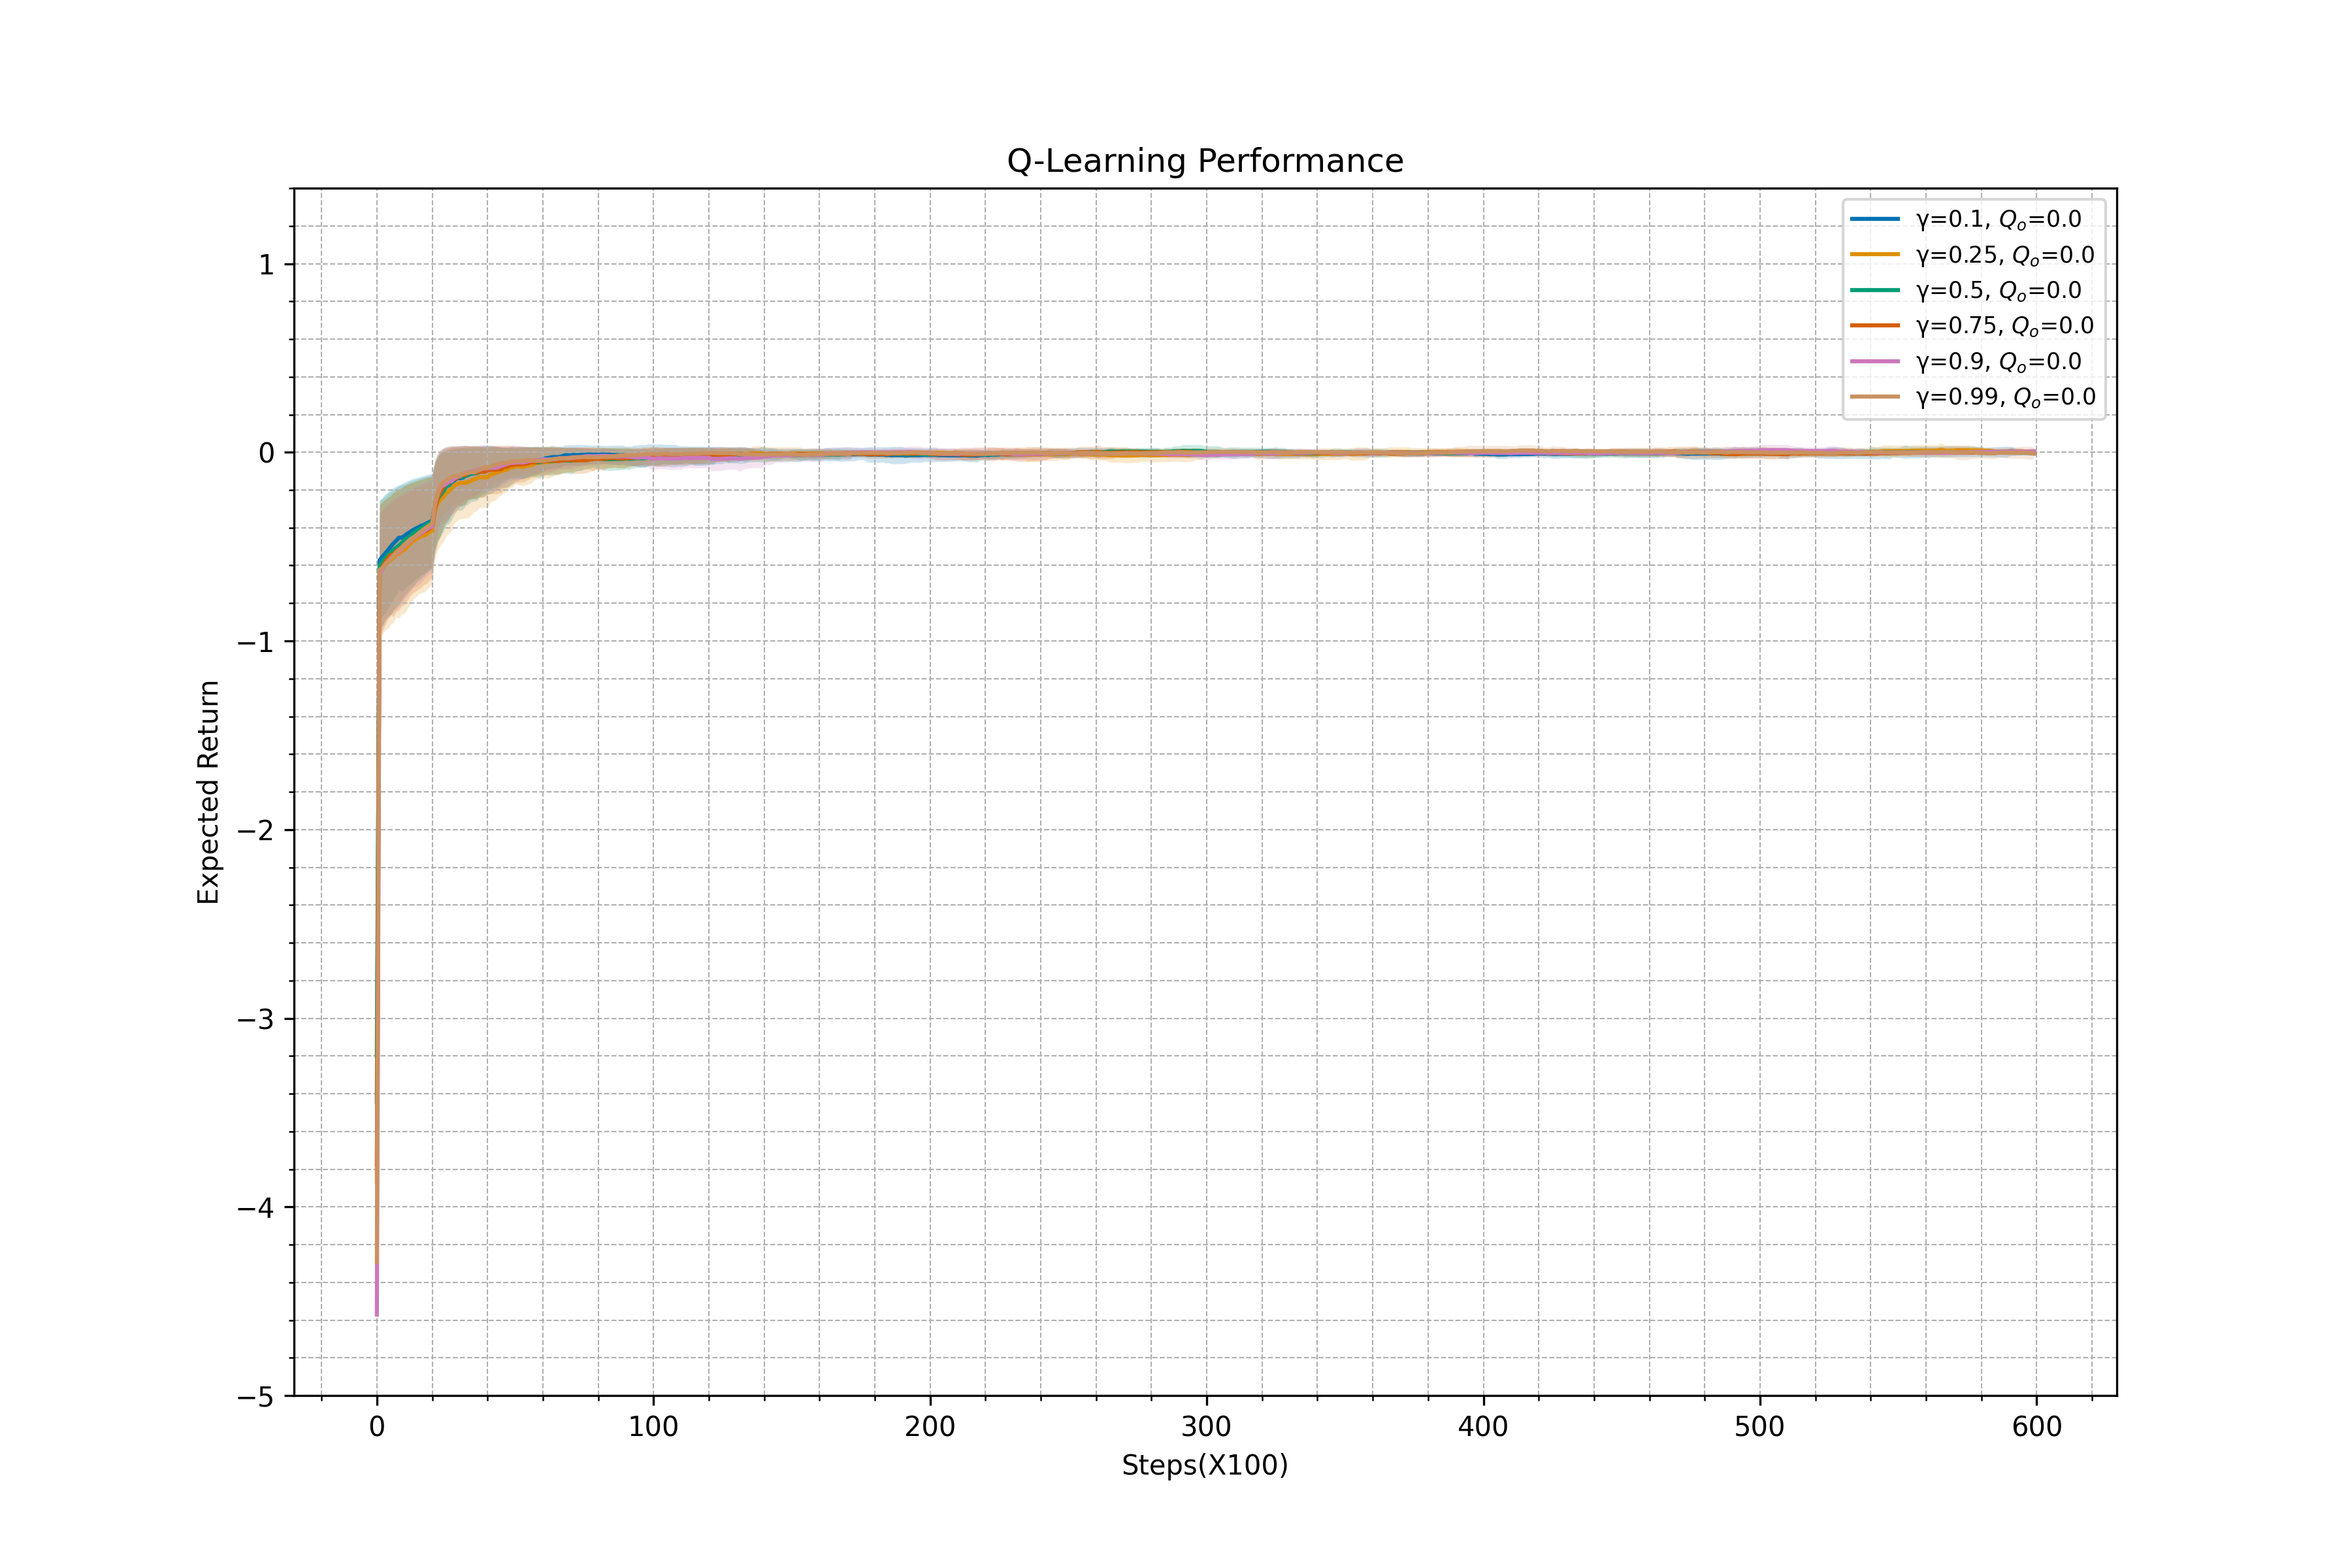 Q-Learning Performance
γ=0.1, Qₒ=0.0
γ=0.25, Qₒ=0.0
γ=0.5, Qₒ=0.0
γ=0.75, Qₒ=0.0
γ=0.9, Qₒ=0.0
γ=0.99, Qₒ=0.0
1
0
−1
−2
−3
−4
−5
Expected Return
0 100 200 300 400 500 600
Steps(X100)